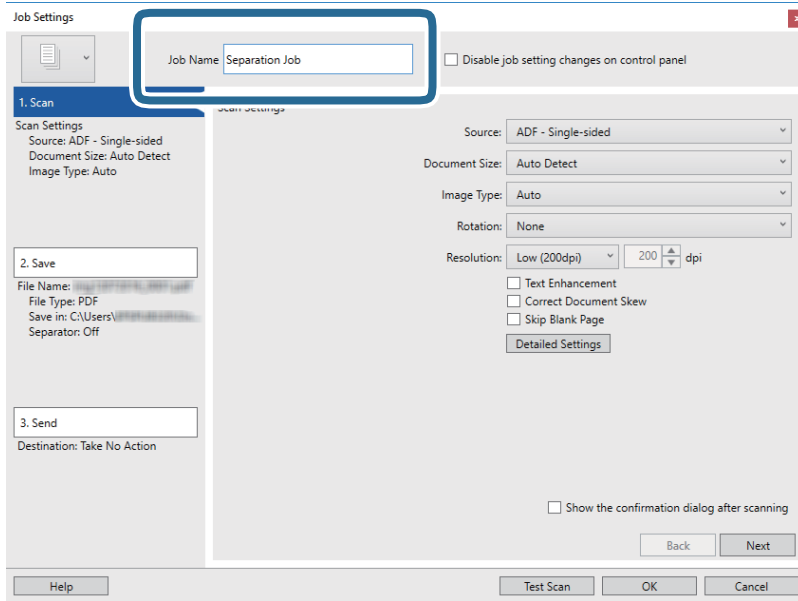 Job Settings
Job Name Separation Job
Disable job setting changes on control panel
1. Scan
Scan Settings
Source: ADF - Single-sided
Document Size: Auto Detect
Image Type: Auto
2. Save
File Name:
File Type: PDF
Save in: C:\Users\
Separator: Off
3. Send
Destination: Take No Action
Scan Settings
Source: ADF - Single-sided
Document Size: Auto Detect
Image Type: Auto
Rotation: None
Resolution: Low (200dpi) 200 dpi
Text Enhancement
Correct Document Skew
Skip Blank Page
Detailed Settings
Show the confirmation dialog after scanning
Back Next
Help Test Scan OK Cancel